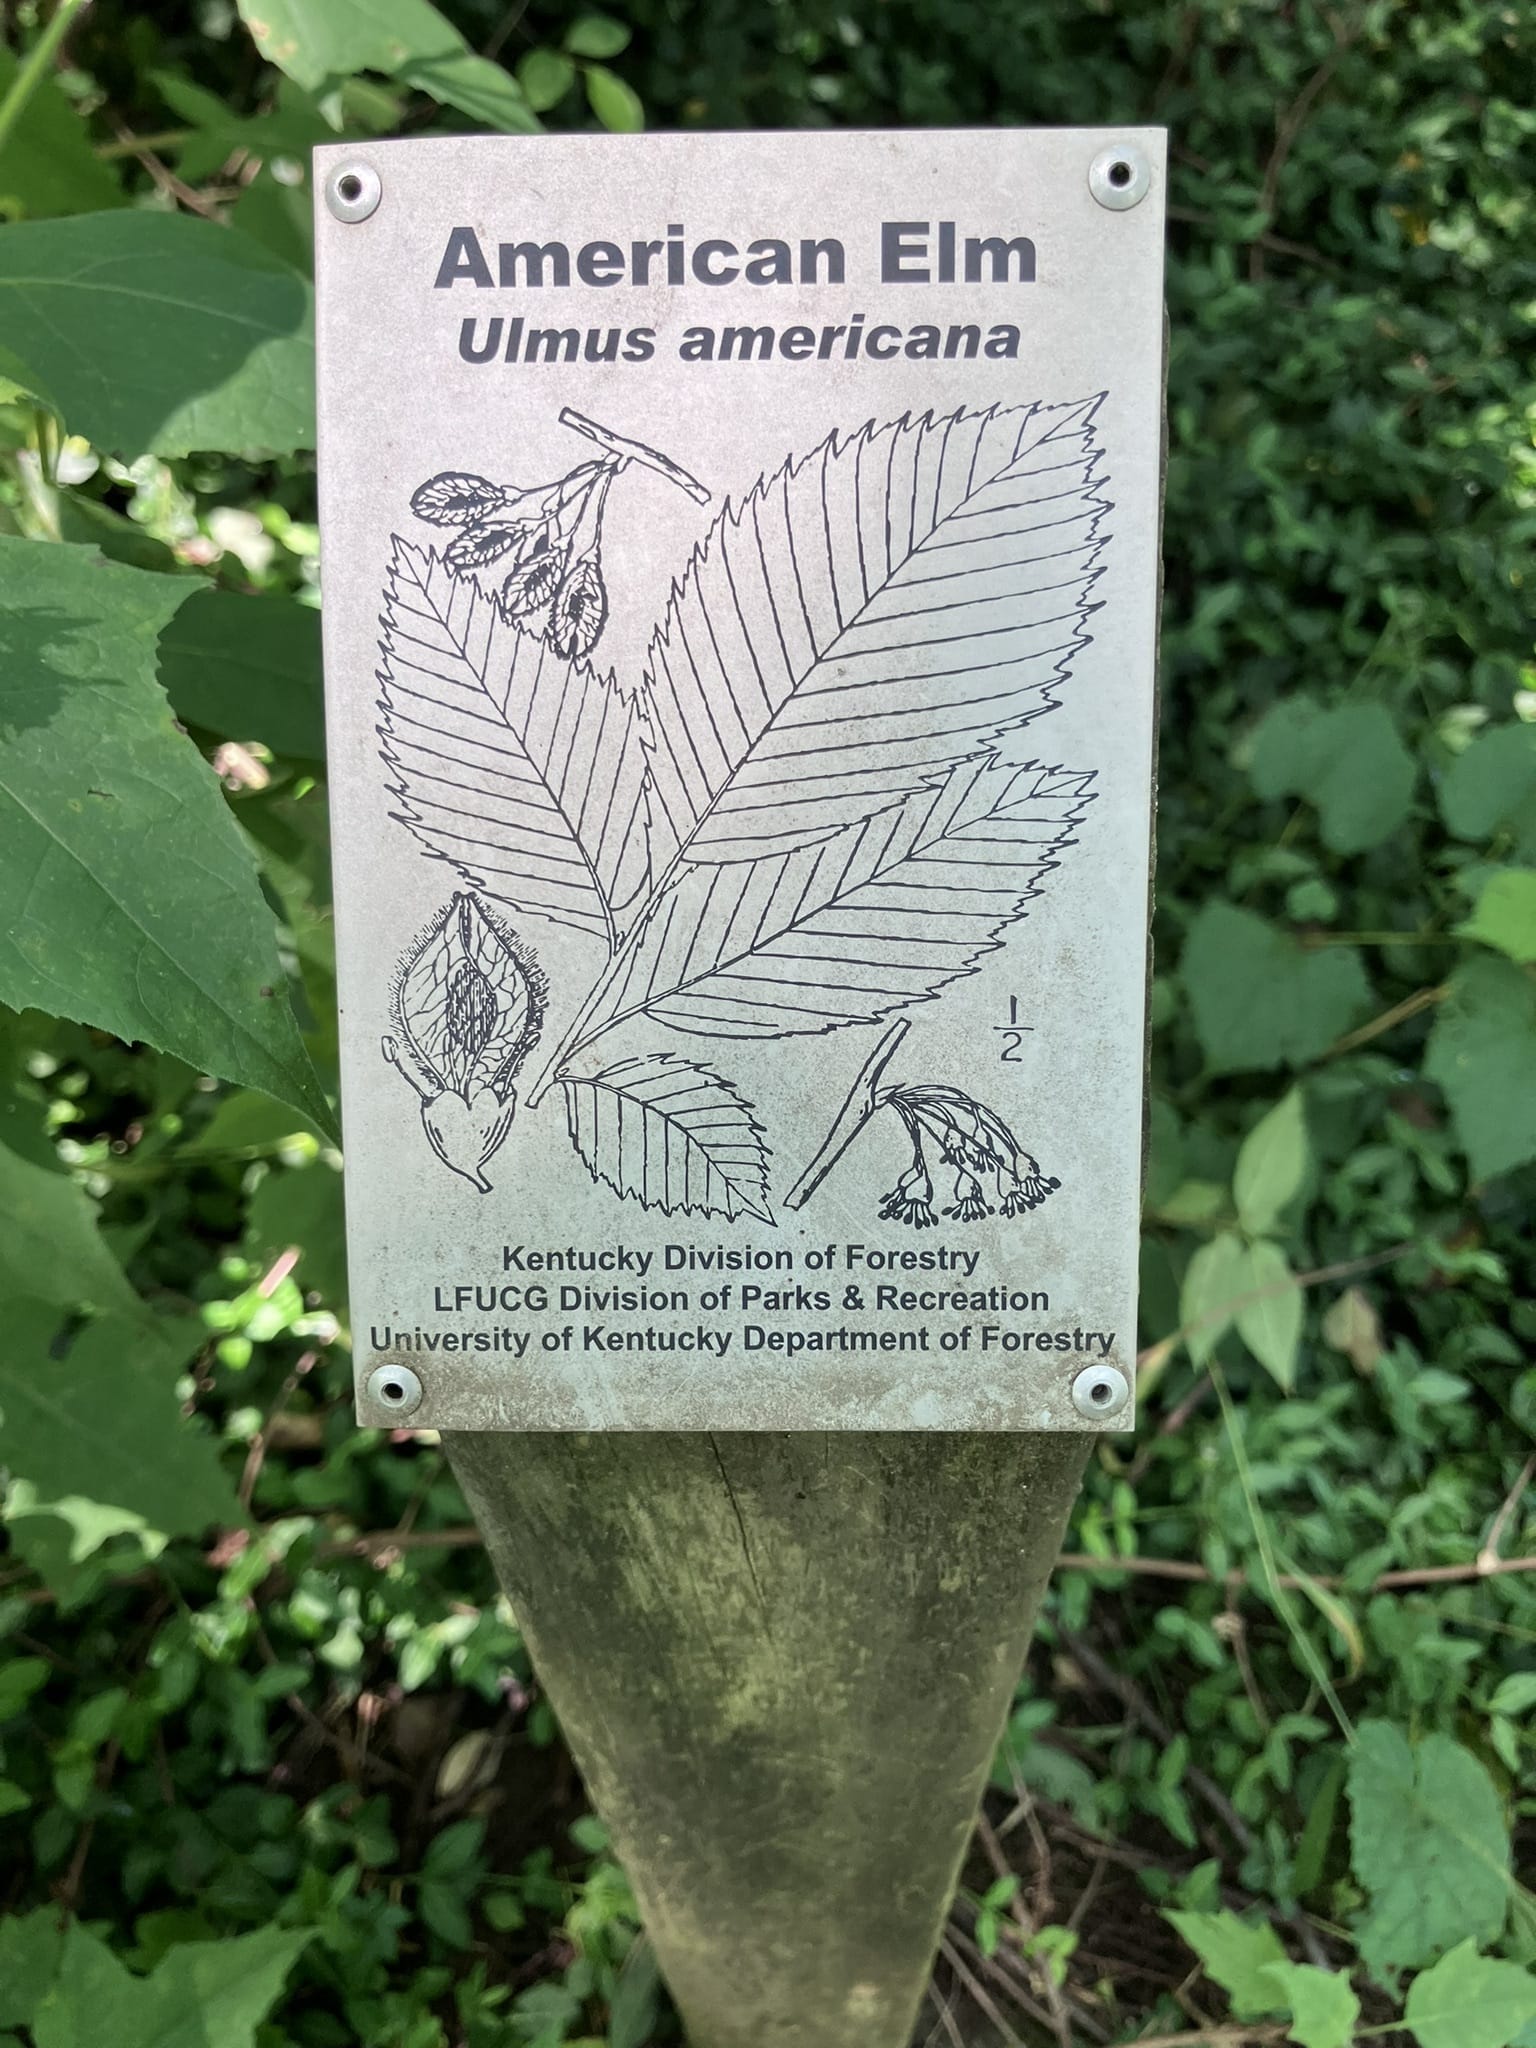 American Elm
Ulmus americana
1
2
Kentucky Division of Forestry
LFUCG Division of Parks & Recreation
University of Kentucky Department of Forestry